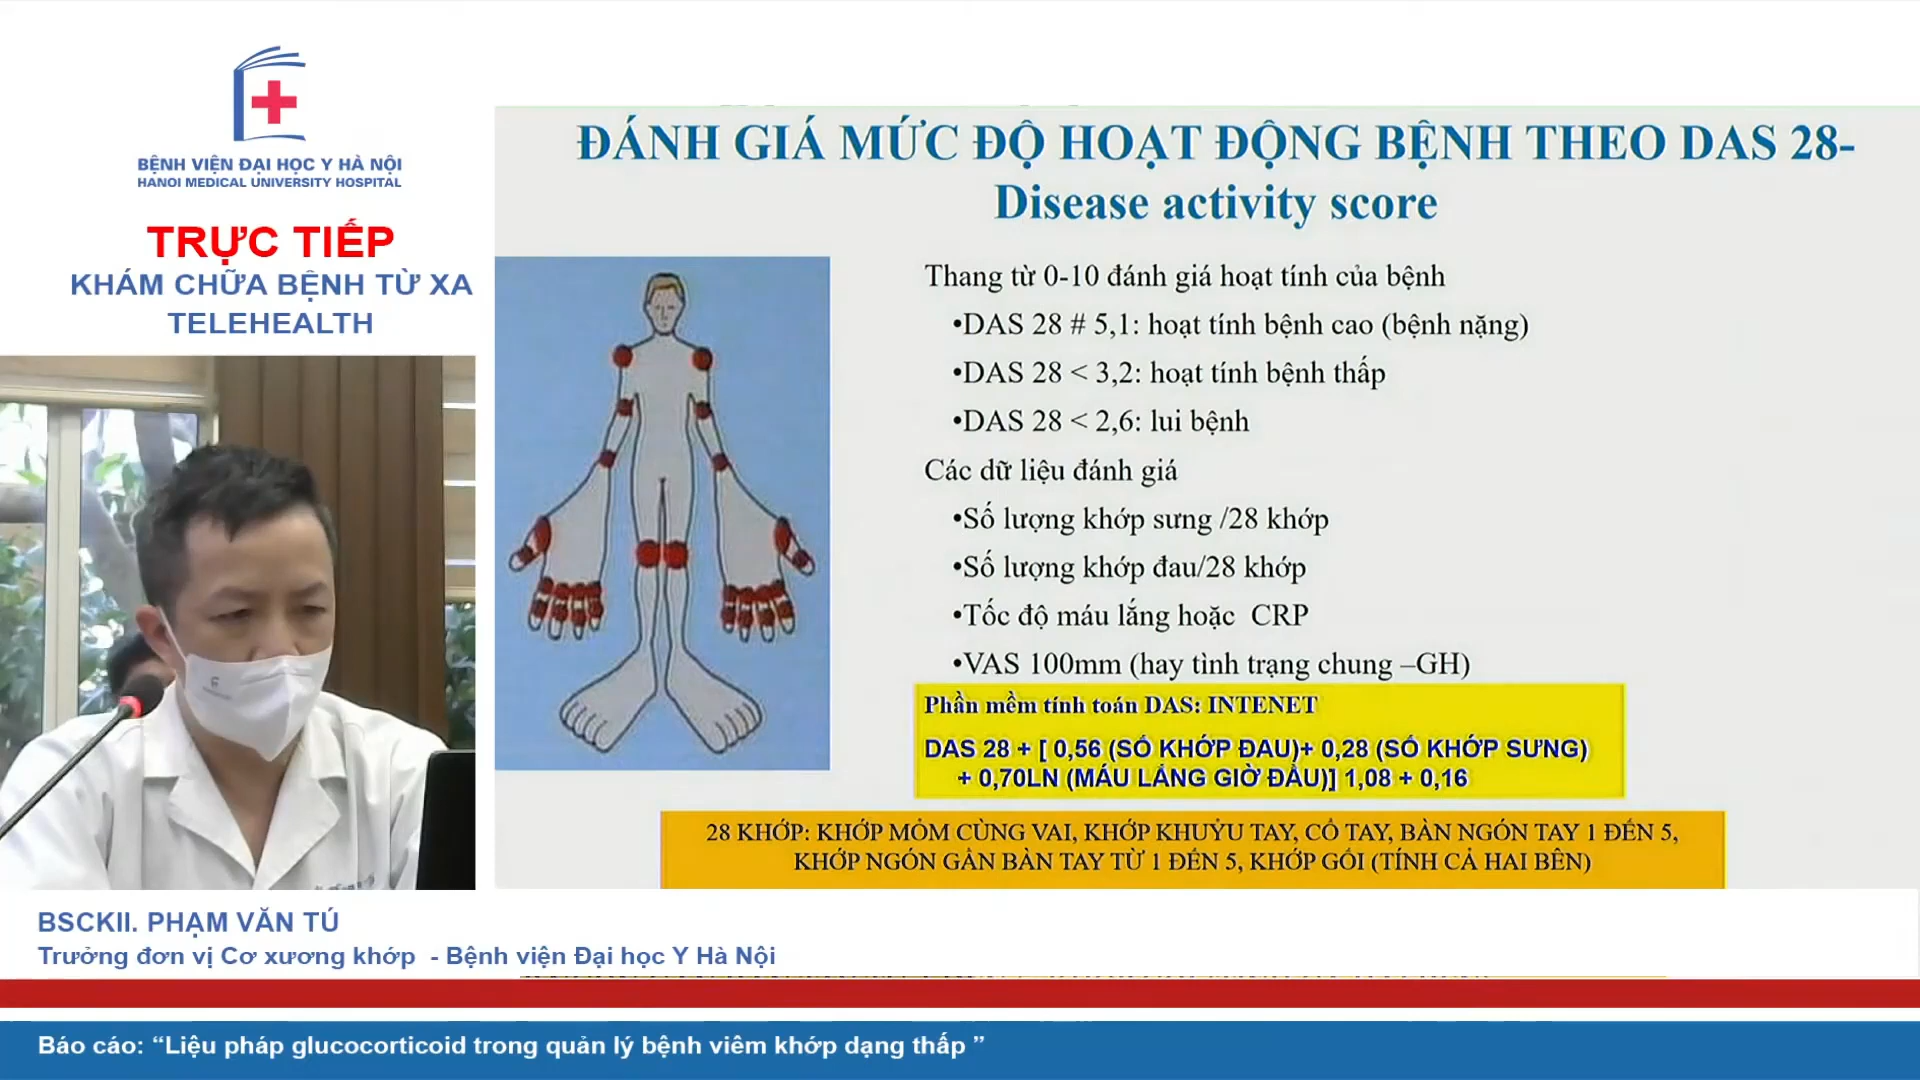 BỆNH VIỆN ĐẠI HỌC Y HÀ NỘI
HANOI MEDICAL UNIVERSITY HOSPITAL
TRỰC TIẾP
KHÁM CHỮA BỆNH TỪ XA
TELEHEALTH
ĐÁNH GIÁ MỨC ĐỘ HOẠT ĐỘNG BỆNH THEO DAS 28-
Disease activity score
Thang từ 0-10 đánh giá hoạt tính của bệnh
•DAS 28 # 5,1: hoạt tính bệnh cao (bệnh nặng)
•DAS 28 < 3,2: hoạt tính bệnh thấp
•DAS 28 < 2,6: lui bệnh
Các dữ liệu đánh giá
•Số lượng khớp sưng /28 khớp
•Số lượng khớp đau/28 khớp
•Tốc độ máu lắng hoặc CRP
•VAS 100mm (hay tình trạng chung –GH)
Phần mềm tính toán DAS: INTENET
DAS 28 + [ 0,56 (SỐ KHỚP ĐAU)+ 0,28 (SỐ KHỚP SƯNG)
+ 0,70LN (MÁU LẮNG GIỜ ĐẦU)] 1,08 + 0,16
28 KHỚP: KHỚP MỎM CÙNG VAI, KHỚP KHUỶU TAY, CỔ TAY, BÀN NGÓN TAY 1 ĐẾN 5,
KHỚP NGÓN GẦN BÀN TAY TỪ 1 ĐẾN 5, KHỚP GỐI (TÍNH CẢ HAI BÊN)
BSCKII. PHẠM VĂN TÚ
Trưởng đơn vị Cơ xương khớp - Bệnh viện Đại học Y Hà Nội
Báo cáo: “Liệu pháp glucocorticoid trong quản lý bệnh viêm khớp dạng thấp ”